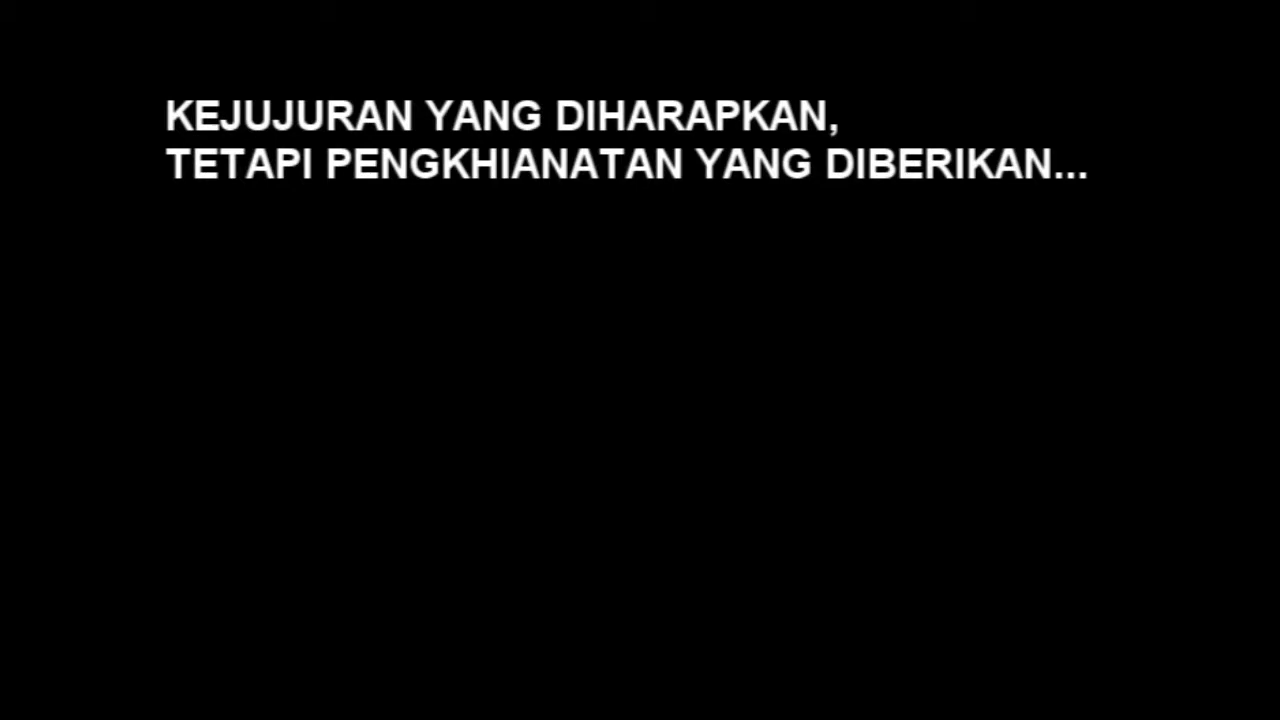 KEJUJURAN YANG DIHARAPKAN,
TETAPI PENGKHIANATAN YANG DIBERIKAN...